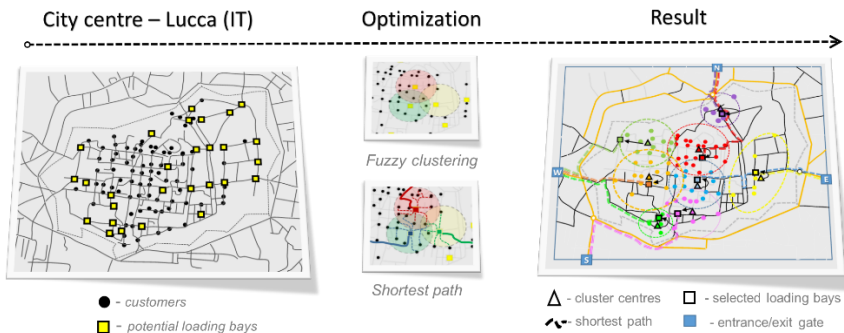 City centre – Lucca (IT)
Optimization
Result
Fuzzy clustering
Shortest path
N
W
E
S
- customers
- potential loading bays
- cluster centres
- selected loading bays
- shortest path
- entrance/exit gate